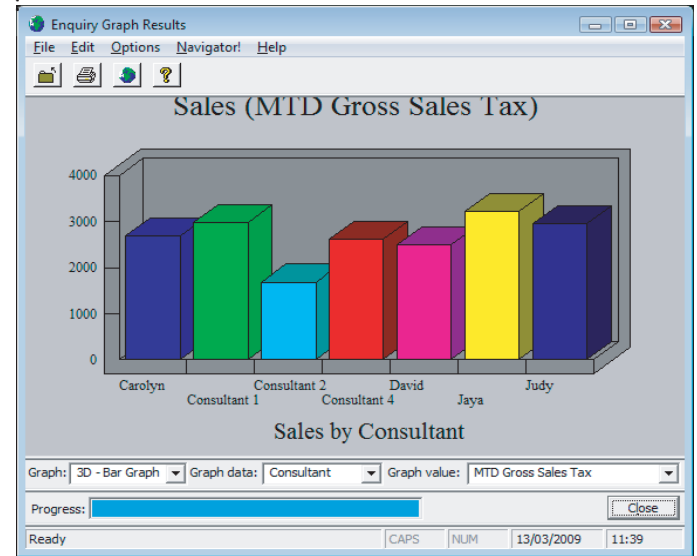 Enquiry Graph Results
File Edit Options Navigator! Help
?
Sales (MTD Gross Sales Tax)
4000
3000
2000
1000
0
Carolyn Consultant 2 David Judy
Consultant 1 Consultant 4 Jaya
Sales by Consultant
Graph: 3D - Bar Graph Graph data: Consultant Graph value: MTD Gross Sales Tax
Progress: Close
Ready CAPS NUM 13/03/2009 11:39